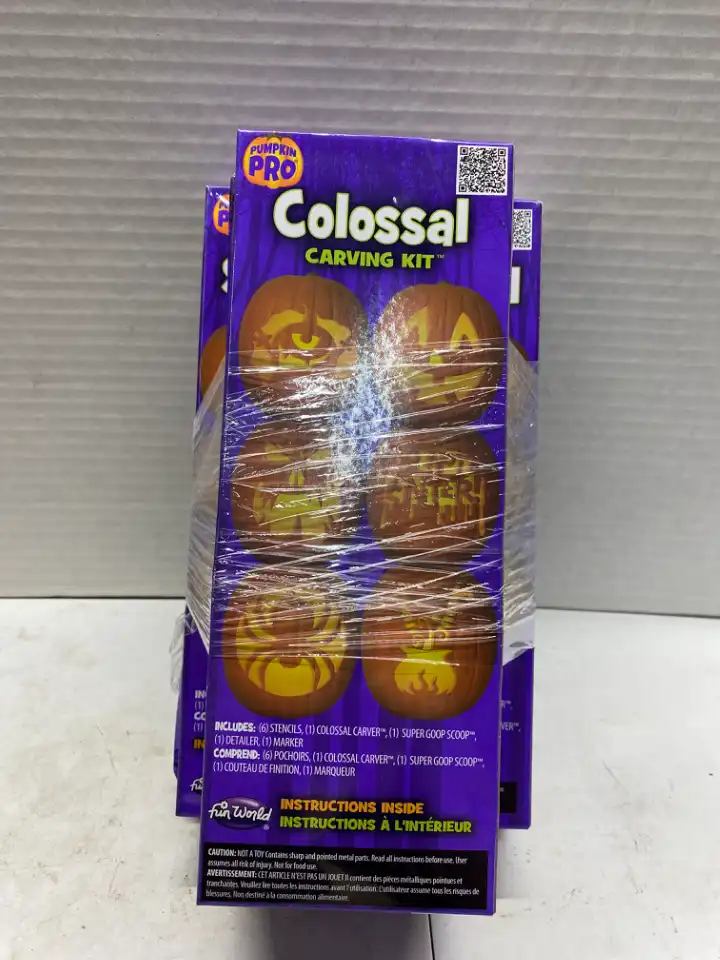 PUMPKIN
PRO
Colossal
CARVING KIT™
ENTER
INCLUDES: (6) STENCILS, (1) COLOSSAL CARVER™, (1) SUPER GOOP SCOOP™,
(1) DETAILER, (1) MARKER
COMPREND: (6) POCHOIRS, (1) COLOSSAL CARVER™, (1) SUPER GOOP SCOOP™,
(1) COUTEAU DE FINITION, (1) MARQUEUR
fun World
INSTRUCTIONS INSIDE
INSTRUCTIONS À L'INTÉRIEUR
CAUTION: NOT A TOY Contains sharp and pointed metal parts. Read all instructions before use. User
assumes all risk of injury. Not for food use.
AVERTISSEMENT: CET ARTICLE N'EST PAS UN JOUET Il contient des pièces métalliques pointues et
tranchantes. Veuillez lire toutes les instructions avant l'utilisation. L'utilisateur assume tous les risques de
blessures. Non destiné à la consommation alimentaire.